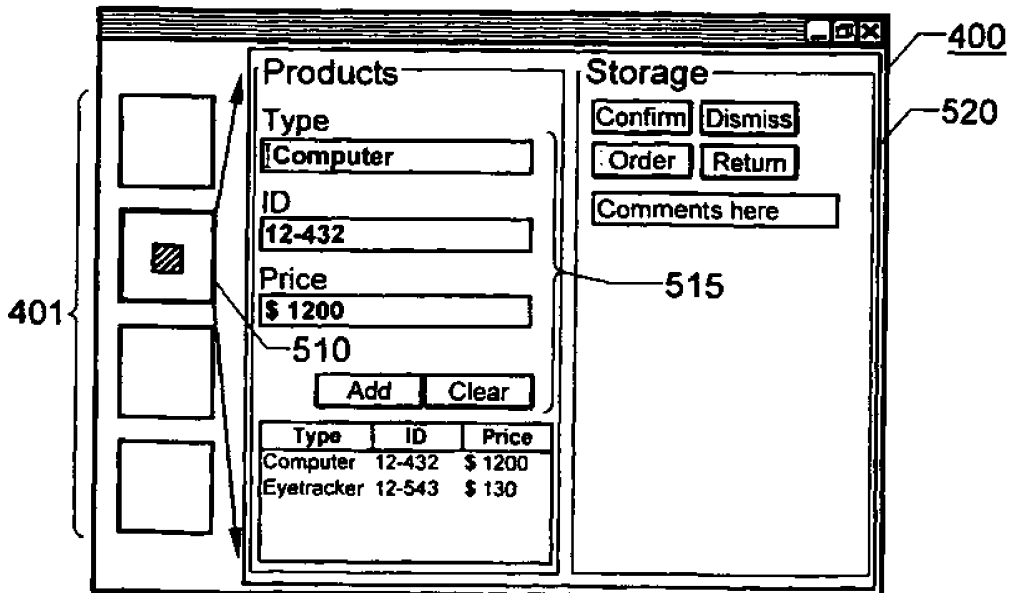 400
520
401
510
515
Products
Type
Computer
ID
12-432
Price
$ 1200
Add Clear
Type ID Price
Computer 12-432 $ 1200
Eyetracker 12-543 $ 130
Storage
Confirm Dismiss
Order Return
Comments here